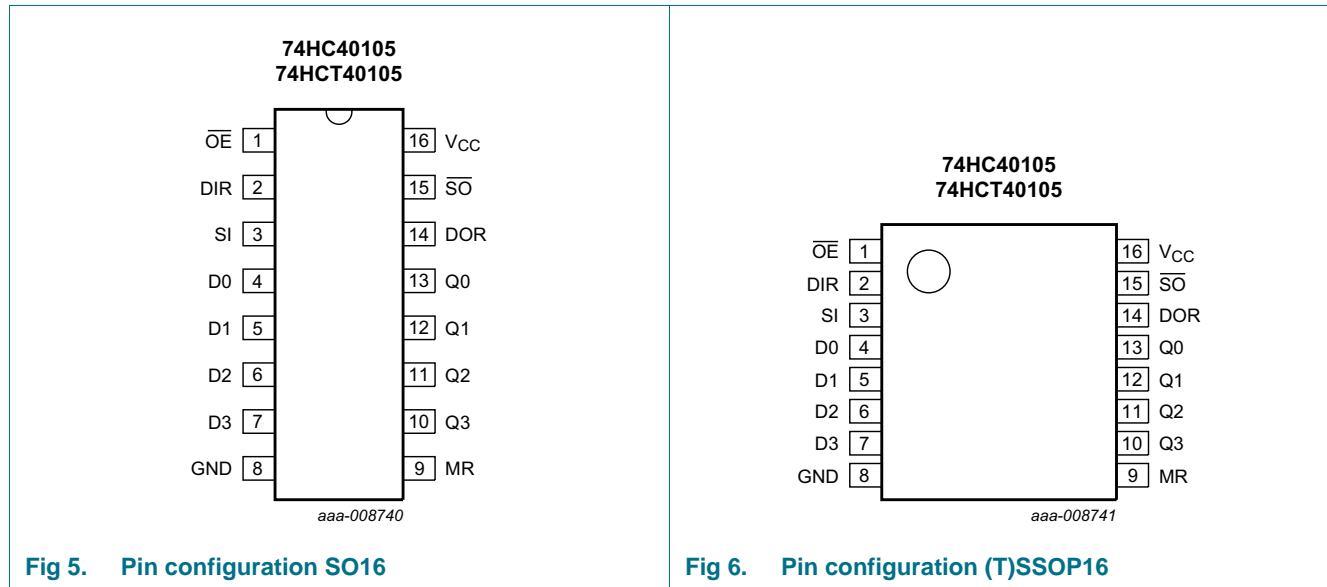 74HC40105
74HCT40105
OE 1 16 VCC
DIR 2 15 SO
SI 3 14 DOR
D0 4 13 Q0
D1 5 12 Q1
D2 6 11 Q2
D3 7 10 Q3
GND 8 9 MR
aaa-008740
Fig 5. Pin configuration SO16
74HC40105
74HCT40105
OE 1 16 VCC
DIR 2 15 SO
SI 3 14 DOR
D0 4 13 Q0
D1 5 12 Q1
D2 6 11 Q2
D3 7 10 Q3
GND 8 9 MR
aaa-008741
Fig 6. Pin configuration (T)SSOP16